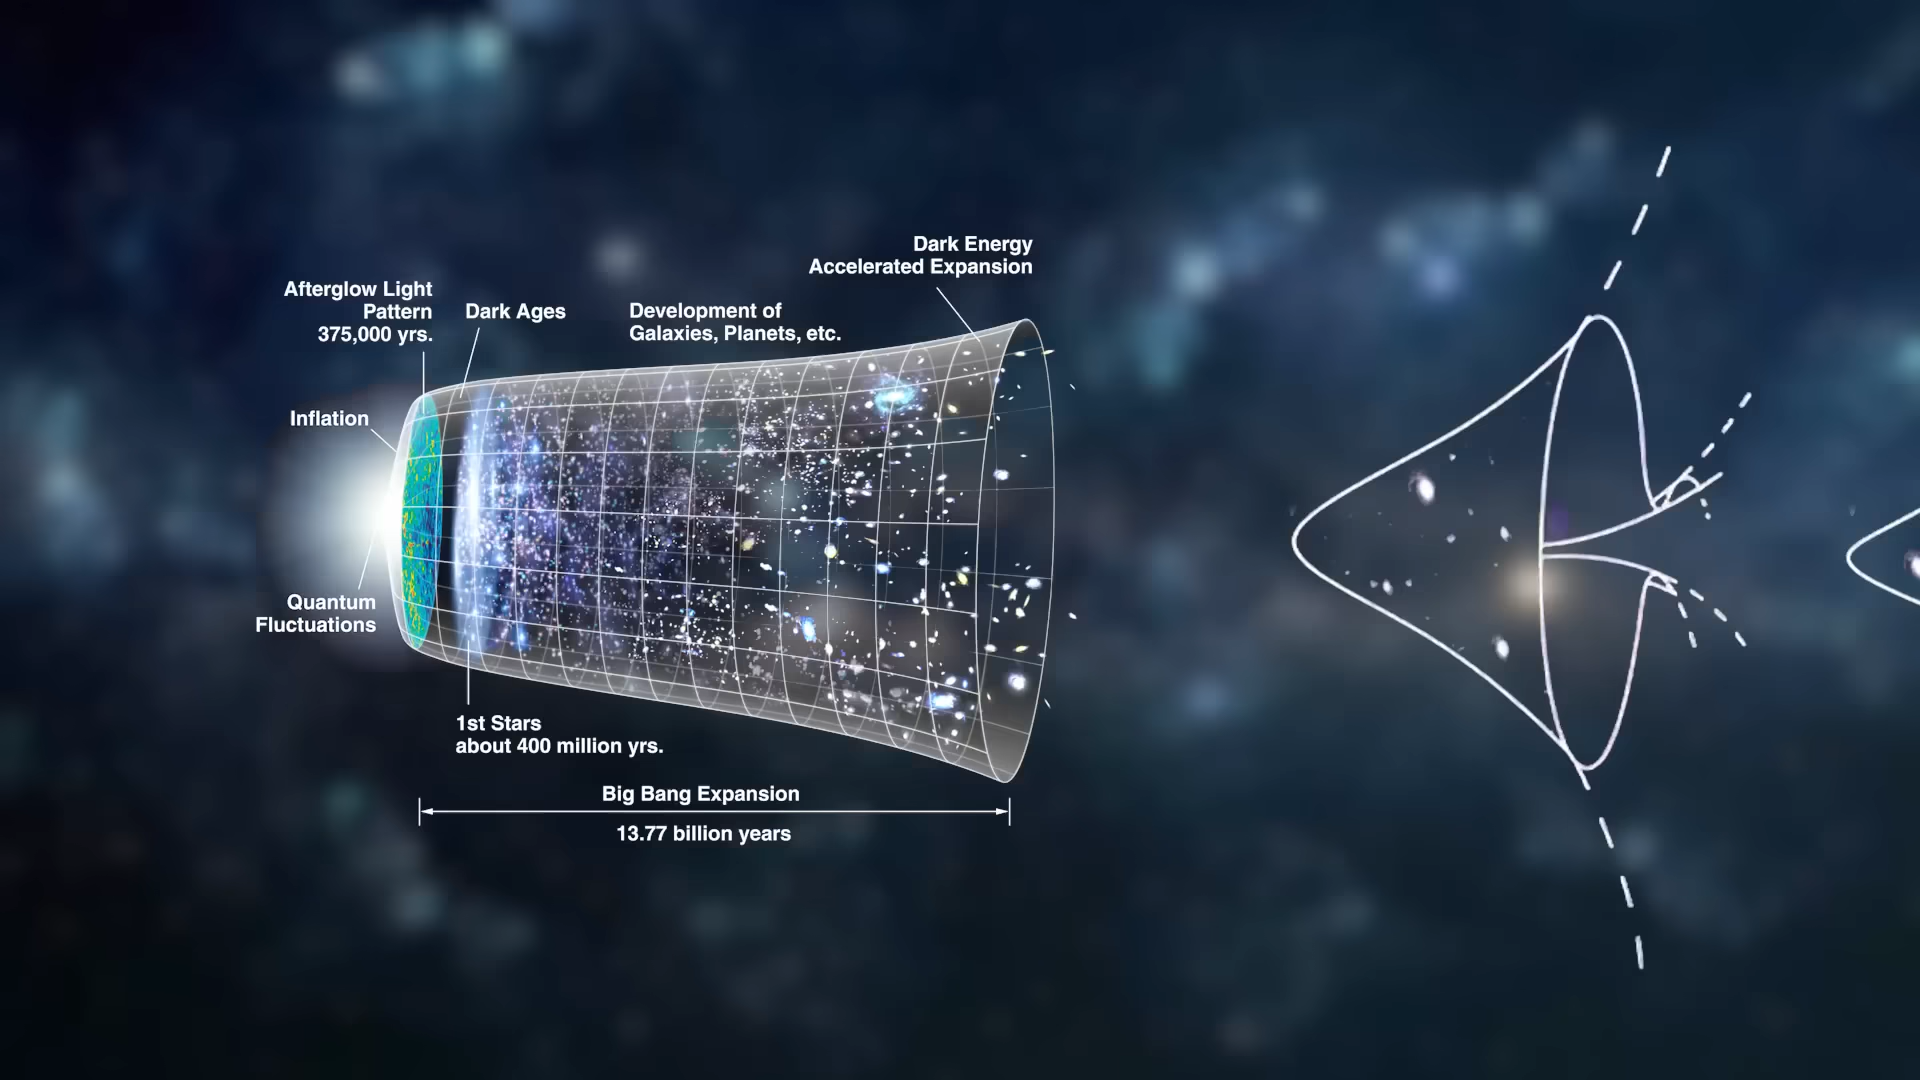 Dark Energy
Accelerated Expansion
Afterglow Light
Pattern
375,000 yrs.
Dark Ages
Development of
Galaxies, Planets, etc.
Inflation
Quantum
Fluctuations
1st Stars
about 400 million yrs.
Big Bang Expansion
13.77 billion years